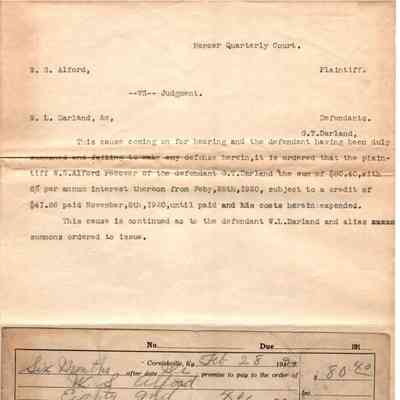 Mercer Quarterly Court.
W. S. Alford, Plaintiff.
--VS-- Judgment.
W. L. Darland, &c, Defendants.
G.T.Darland,
This cause coming on for hearing and the defendant having been duly
summoned and failing to make any defense herein,it is ordered that the plain-
tiff W.S.Alford recover of the defendant G.T.Darland the sum of $80.40,with
6% per annum interest thereon from Feby,28th,1920, subject to a credit of
$47.66 paid November,8th,1920,until paid and his costs herein expended.
This cause is continued as to the defendant W.L.Darland and alias
summons ordered to issue.
No. Due 191
Cornishville, Ky. Feb 28 19
Six Months after date We promise to pay to the order of $ 80 40
W. S. Alford
Eighty and